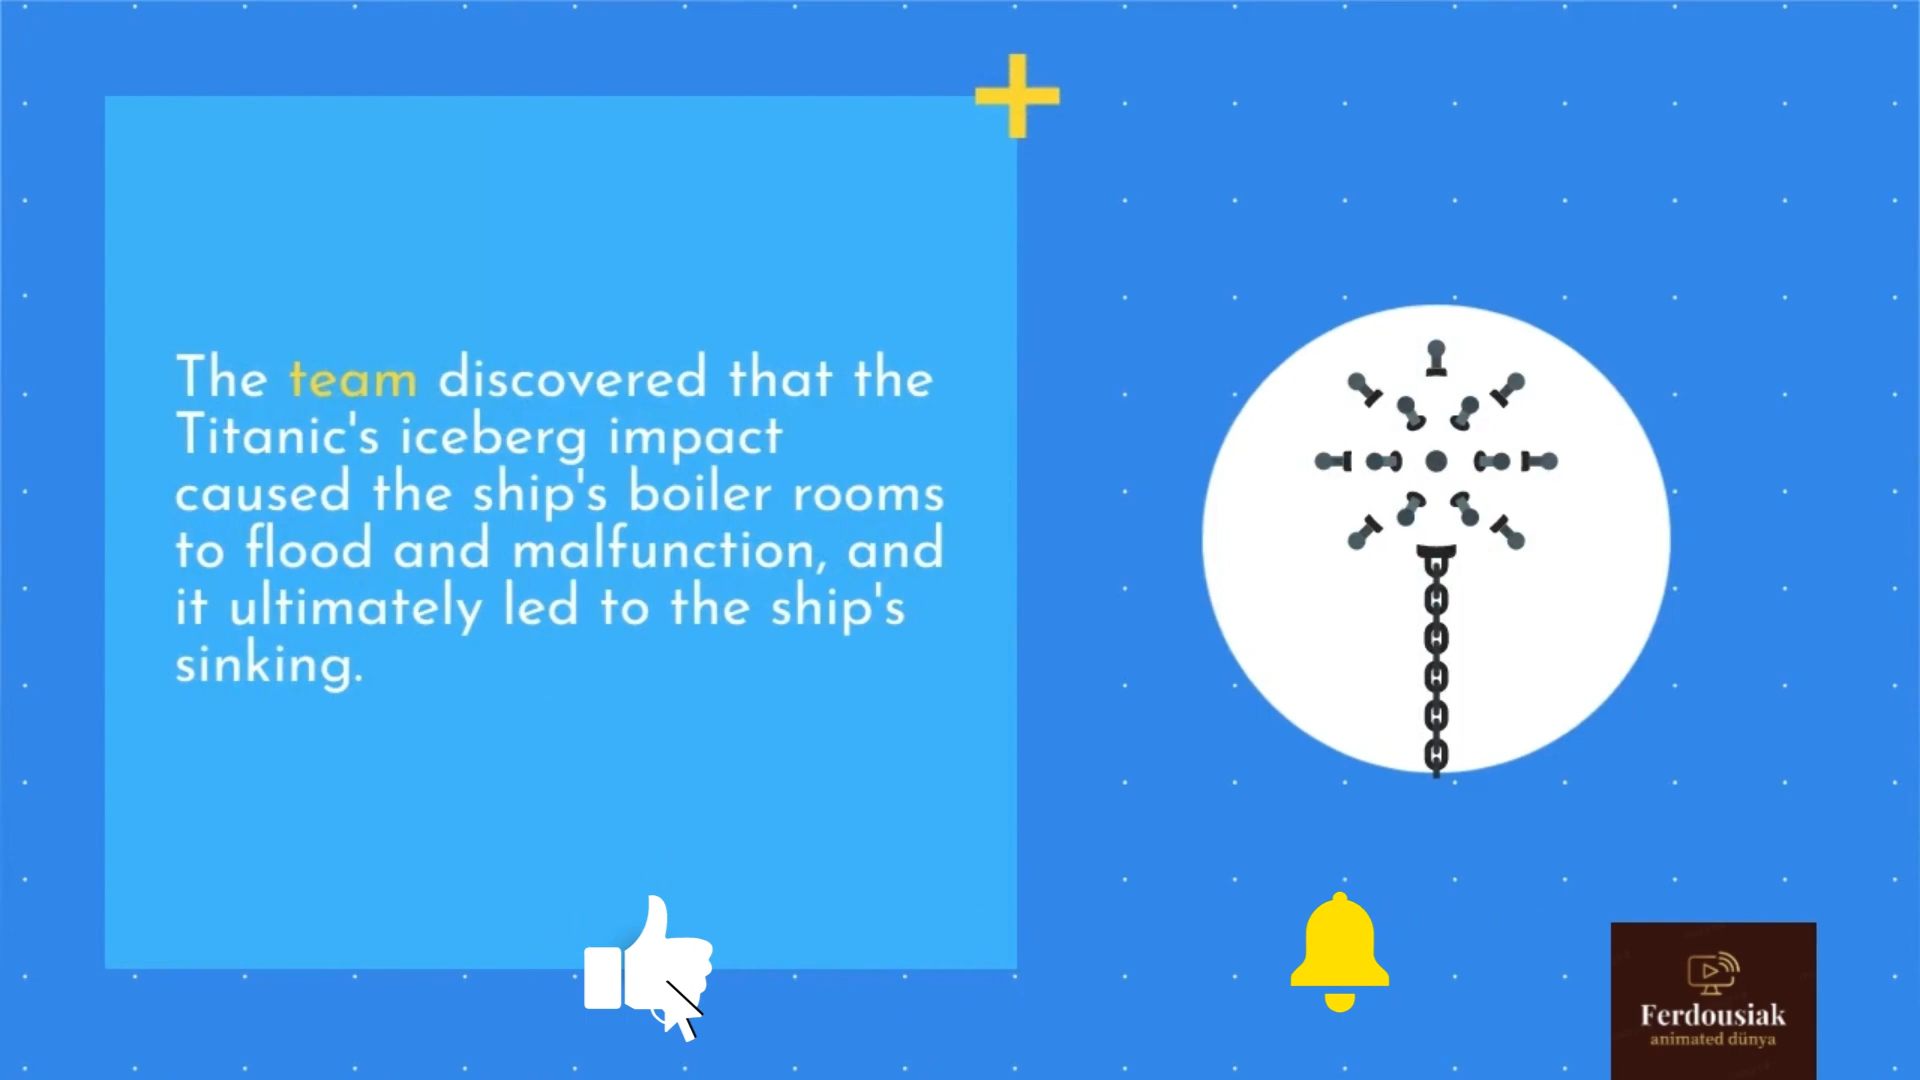 The team discovered that the
Titanic's iceberg impact
caused the ship's boiler rooms
to flood and malfunction, and
it ultimately led to the ship's
sinking.
Ferdousiak
animated dünya